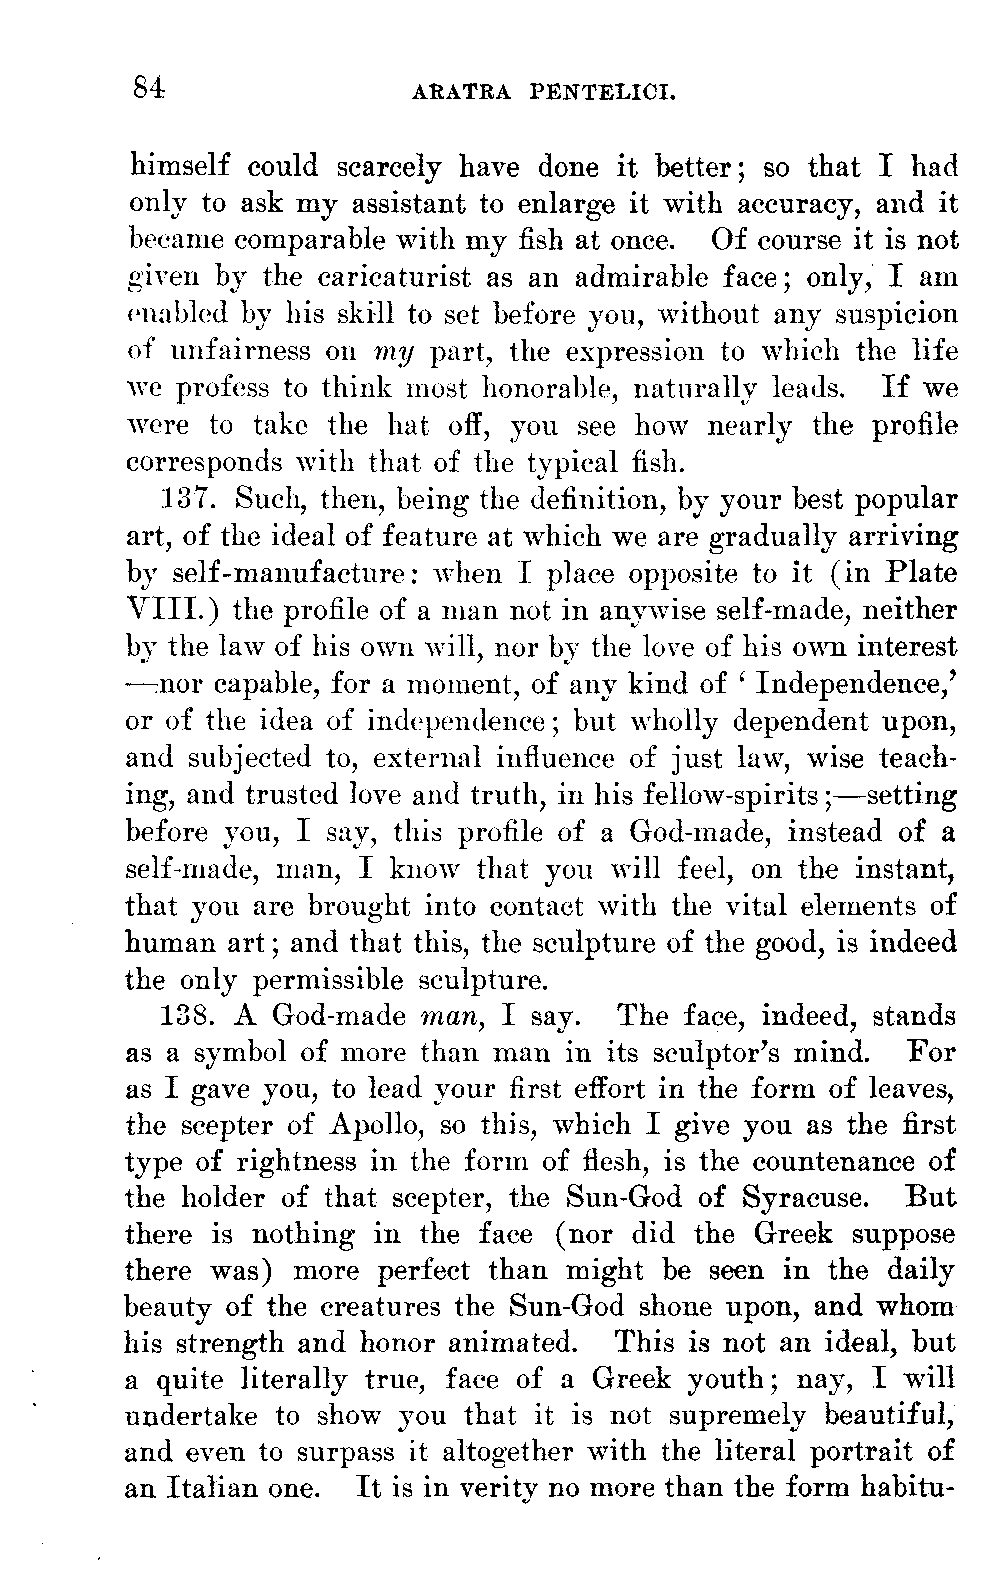 84 ARATRA PENTELICI.
himself could scarcely have done it better; so that I had
only to ask my assistant to enlarge it with accuracy, and it
became comparable with my fish at once. Of course it is not
given by the caricaturist as an admirable face; only, I am
enabled by his skill to set before you, without any suspicion
of unfairness on my part, the expression to which the life
we profess to think most honorable, naturally leads. If we
were to take the hat off, you see how nearly the profile
corresponds with that of the typical fish.
137. Such, then, being the definition, by your best popular
art, of the ideal of feature at which we are gradually arriving
by self-manufacture: when I place opposite to it (in Plate
VIII.) the profile of a man not in anywise self-made, neither
by the law of his own will, nor by the love of his own interest
—nor capable, for a moment, of any kind of ‘ Independence,’
or of the idea of independence; but wholly dependent upon,
and subjected to, external influence of just law, wise teach-
ing, and trusted love and truth, in his fellow-spirits;—setting
before you, I say, this profile of a God-made, instead of a
self-made, man, I know that you will feel, on the instant,
that you are brought into contact with the vital elements of
human art; and that this, the sculpture of the good, is indeed
the only permissible sculpture.
138. A God-made man, I say. The face, indeed, stands
as a symbol of more than man in its sculptor’s mind. For
as I gave you, to lead your first effort in the form of leaves,
the scepter of Apollo, so this, which I give you as the first
type of rightness in the form of flesh, is the countenance of
the holder of that scepter, the Sun-God of Syracuse. But
there is nothing in the face (nor did the Greek suppose
there was) more perfect than might be seen in the daily
beauty of the creatures the Sun-God shone upon, and whom
his strength and honor animated. This is not an ideal, but
a quite literally true, face of a Greek youth; nay, I will
undertake to show you that it is not supremely beautiful,
and even to surpass it altogether with the literal portrait of
an Italian one. It is in verity no more than the form habitu-